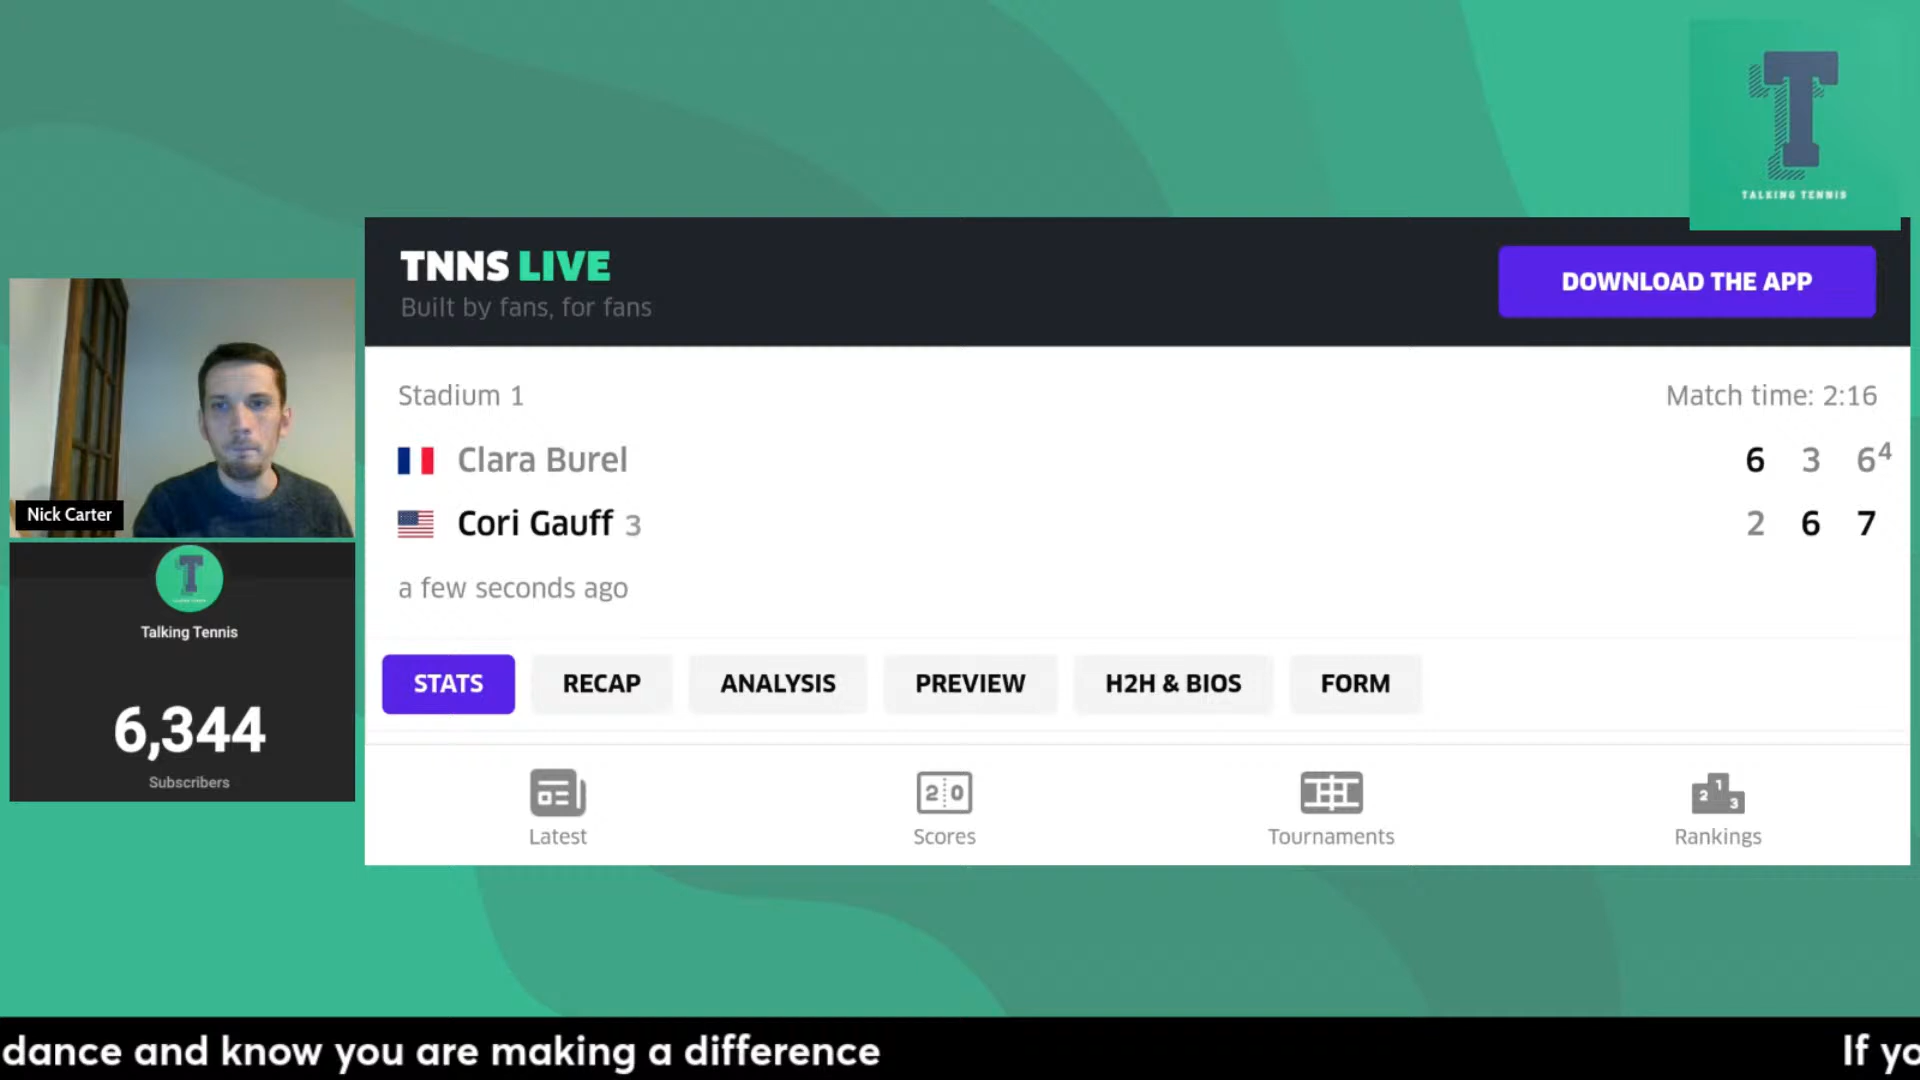 TALKING TENNIS
TNNS LIVE
Built by fans, for fans
DOWNLOAD THE APP
Stadium 1
Match time: 2:16
Clara Burel
6 3 6⁴
Cori Gauff 3
2 6 7
a few seconds ago
STATS
RECAP
ANALYSIS
PREVIEW
H2H & BIOS
FORM
2 0
2 1 3
Latest
Scores
Tournaments
Rankings
Nick Carter
Talking Tennis
6,344
Subscribers
dance and know you are making a difference
If yo